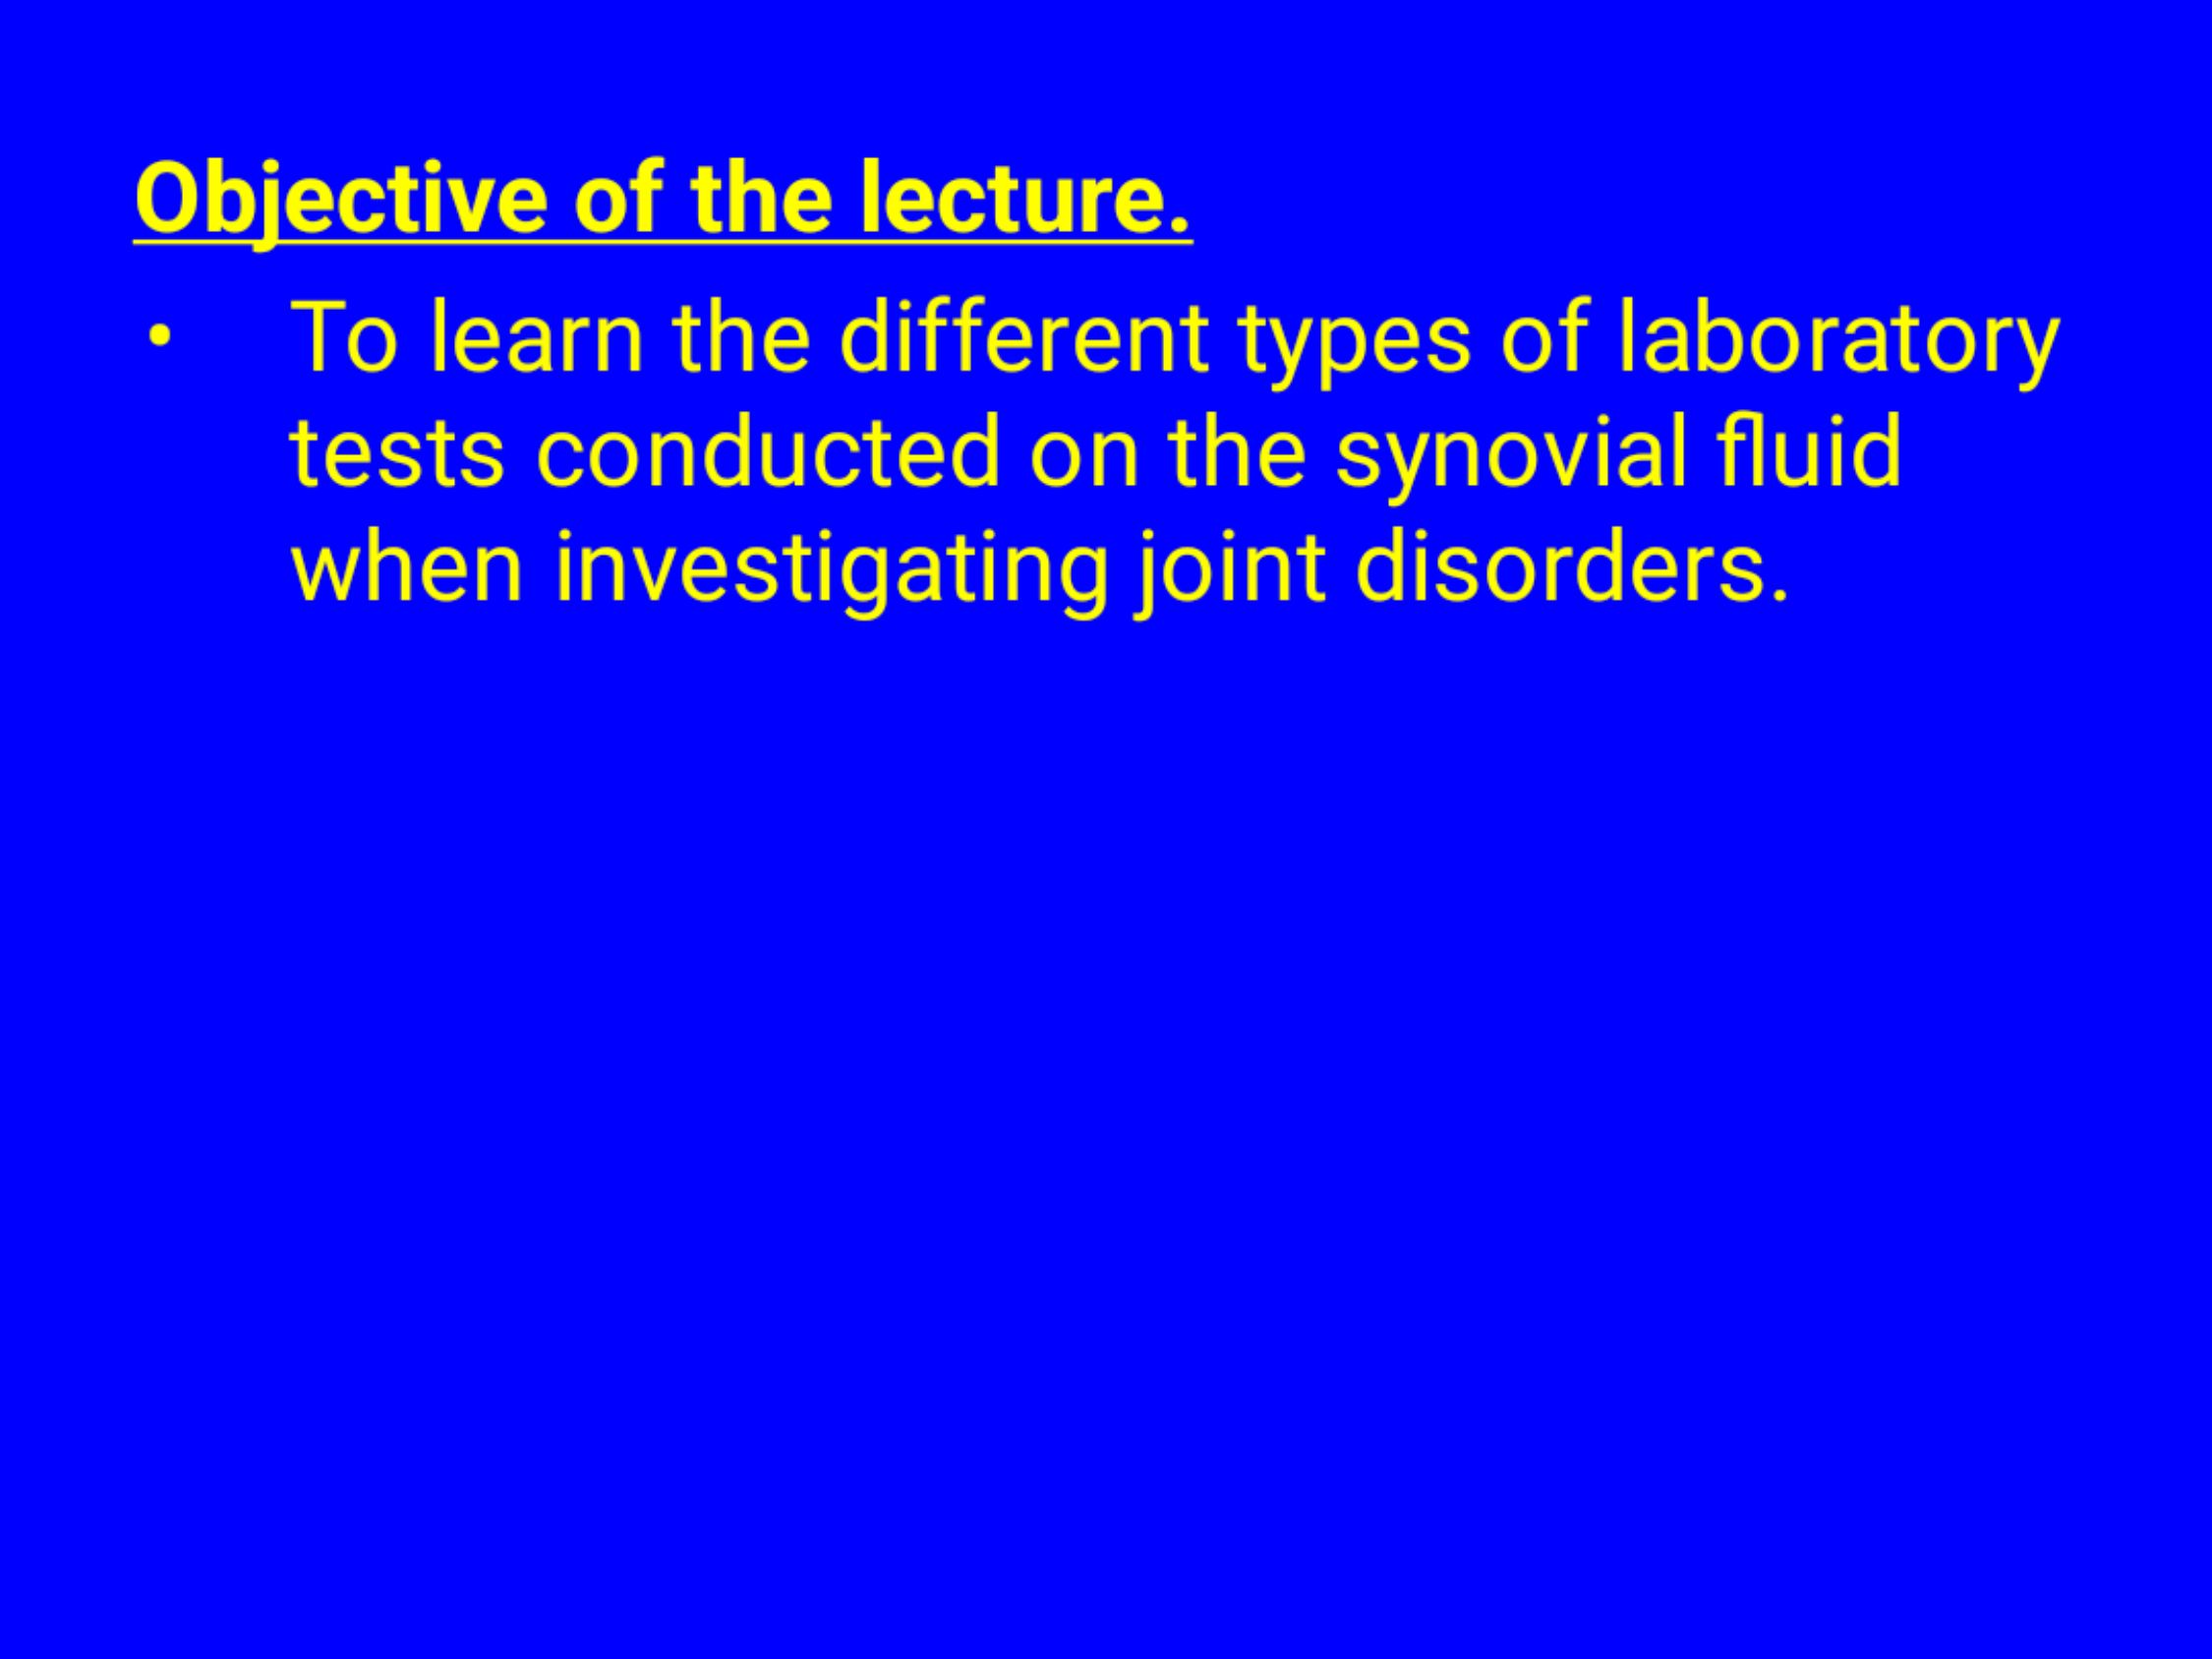 Objective of the lecture.
• To learn the different types of laboratory
tests conducted on the synovial fluid
when investigating joint disorders.